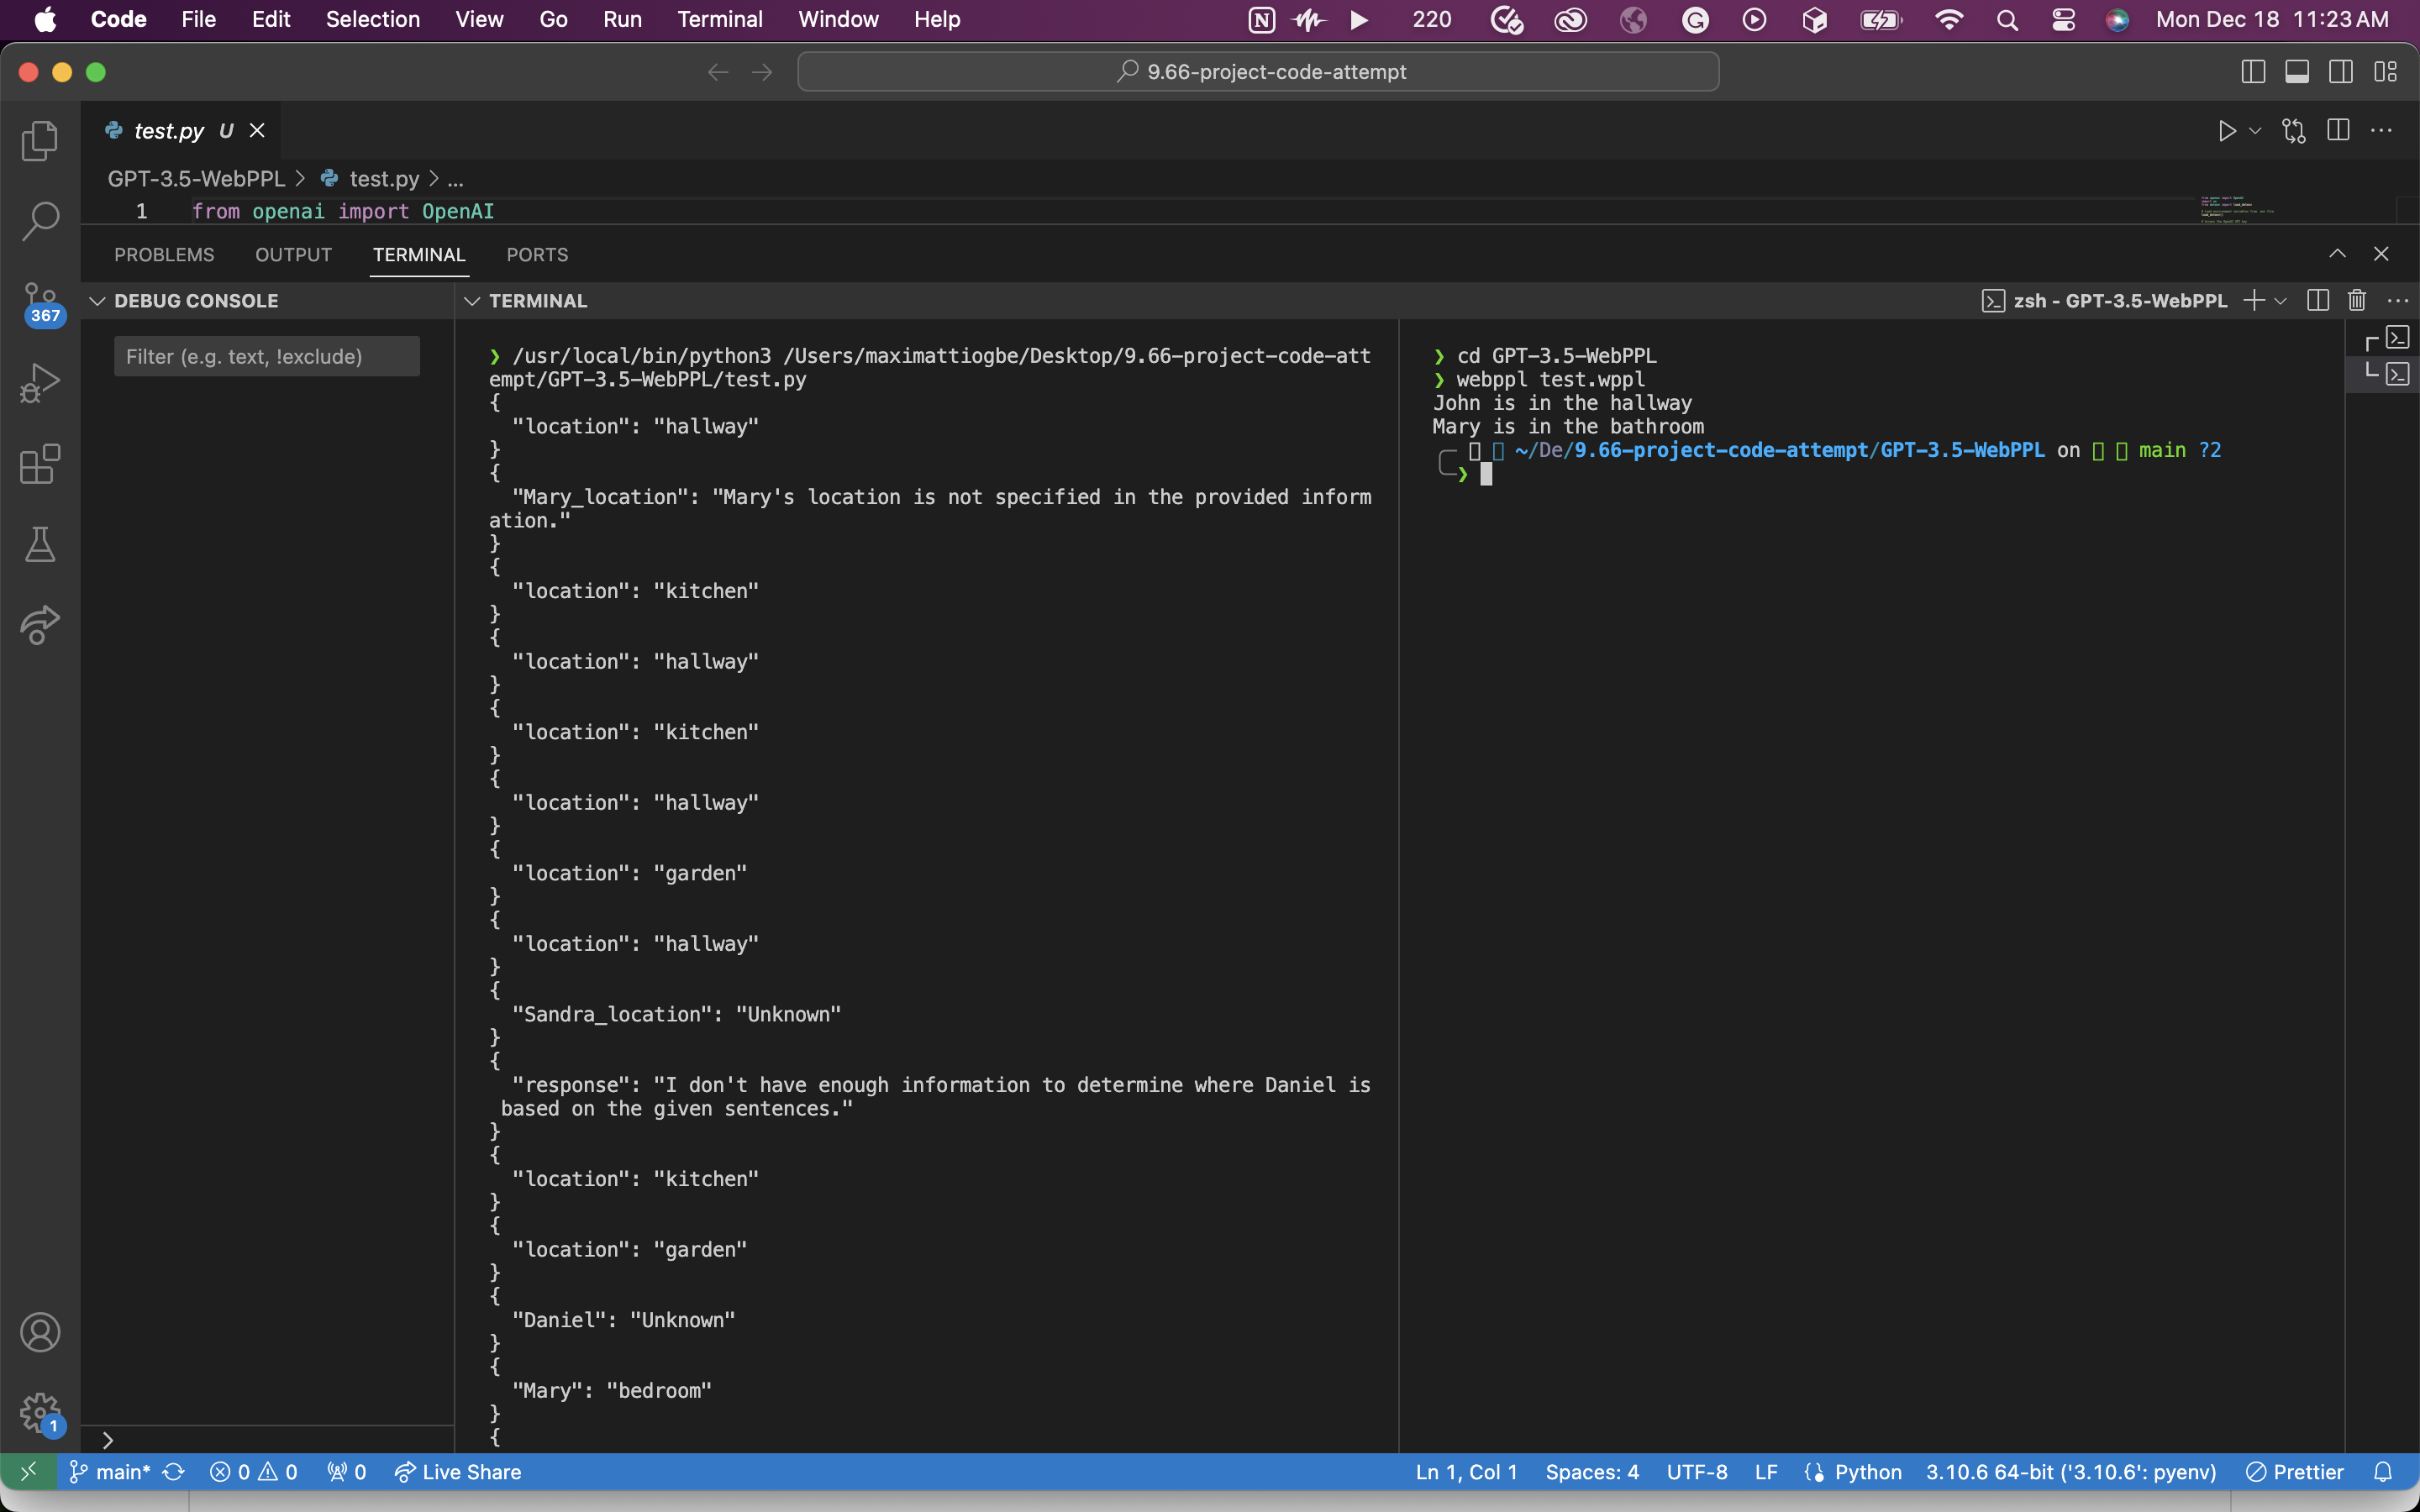 Code File Edit Selection View Go Run Terminal Window Help 220 Mon Dec 18 11:23 AM
9.66-project-code-attempt
test.py U
GPT-3.5-WebPPL > test.py > ...
1 from openai import OpenAI
PROBLEMS OUTPUT TERMINAL PORTS
DEBUG CONSOLE
TERMINAL
zsh - GPT-3.5-WebPPL
367
Filter (e.g. text, !exclude)
❯ /usr/local/bin/python3 /Users/maximattiogbe/Desktop/9.66-project-code-att
empt/GPT-3.5-WebPPL/test.py
{
"location": "hallway"
}
{
"Mary_location": "Mary's location is not specified in the provided inform
ation."
}
{
"location": "kitchen"
}
{
"location": "hallway"
}
{
"location": "kitchen"
}
{
"location": "hallway"
}
{
"location": "garden"
}
{
"location": "hallway"
}
{
"Sandra_location": "Unknown"
}
{
"response": "I don't have enough information to determine where Daniel is
based on the given sentences."
}
{
"location": "kitchen"
}
{
"location": "garden"
}
{
"Daniel": "Unknown"
}
{
"Mary": "bedroom"
}
{
❯ cd GPT-3.5-WebPPL
❯ webppl test.wppl
John is in the hallway
Mary is in the bathroom
~/De/9.66-project-code-attempt/GPT-3.5-WebPPL on main ?2
❯
1
main* 0 0 0 Live Share Ln 1, Col 1 Spaces: 4 UTF-8 LF Python 3.10.6 64-bit ('3.10.6': pyenv) Prettier